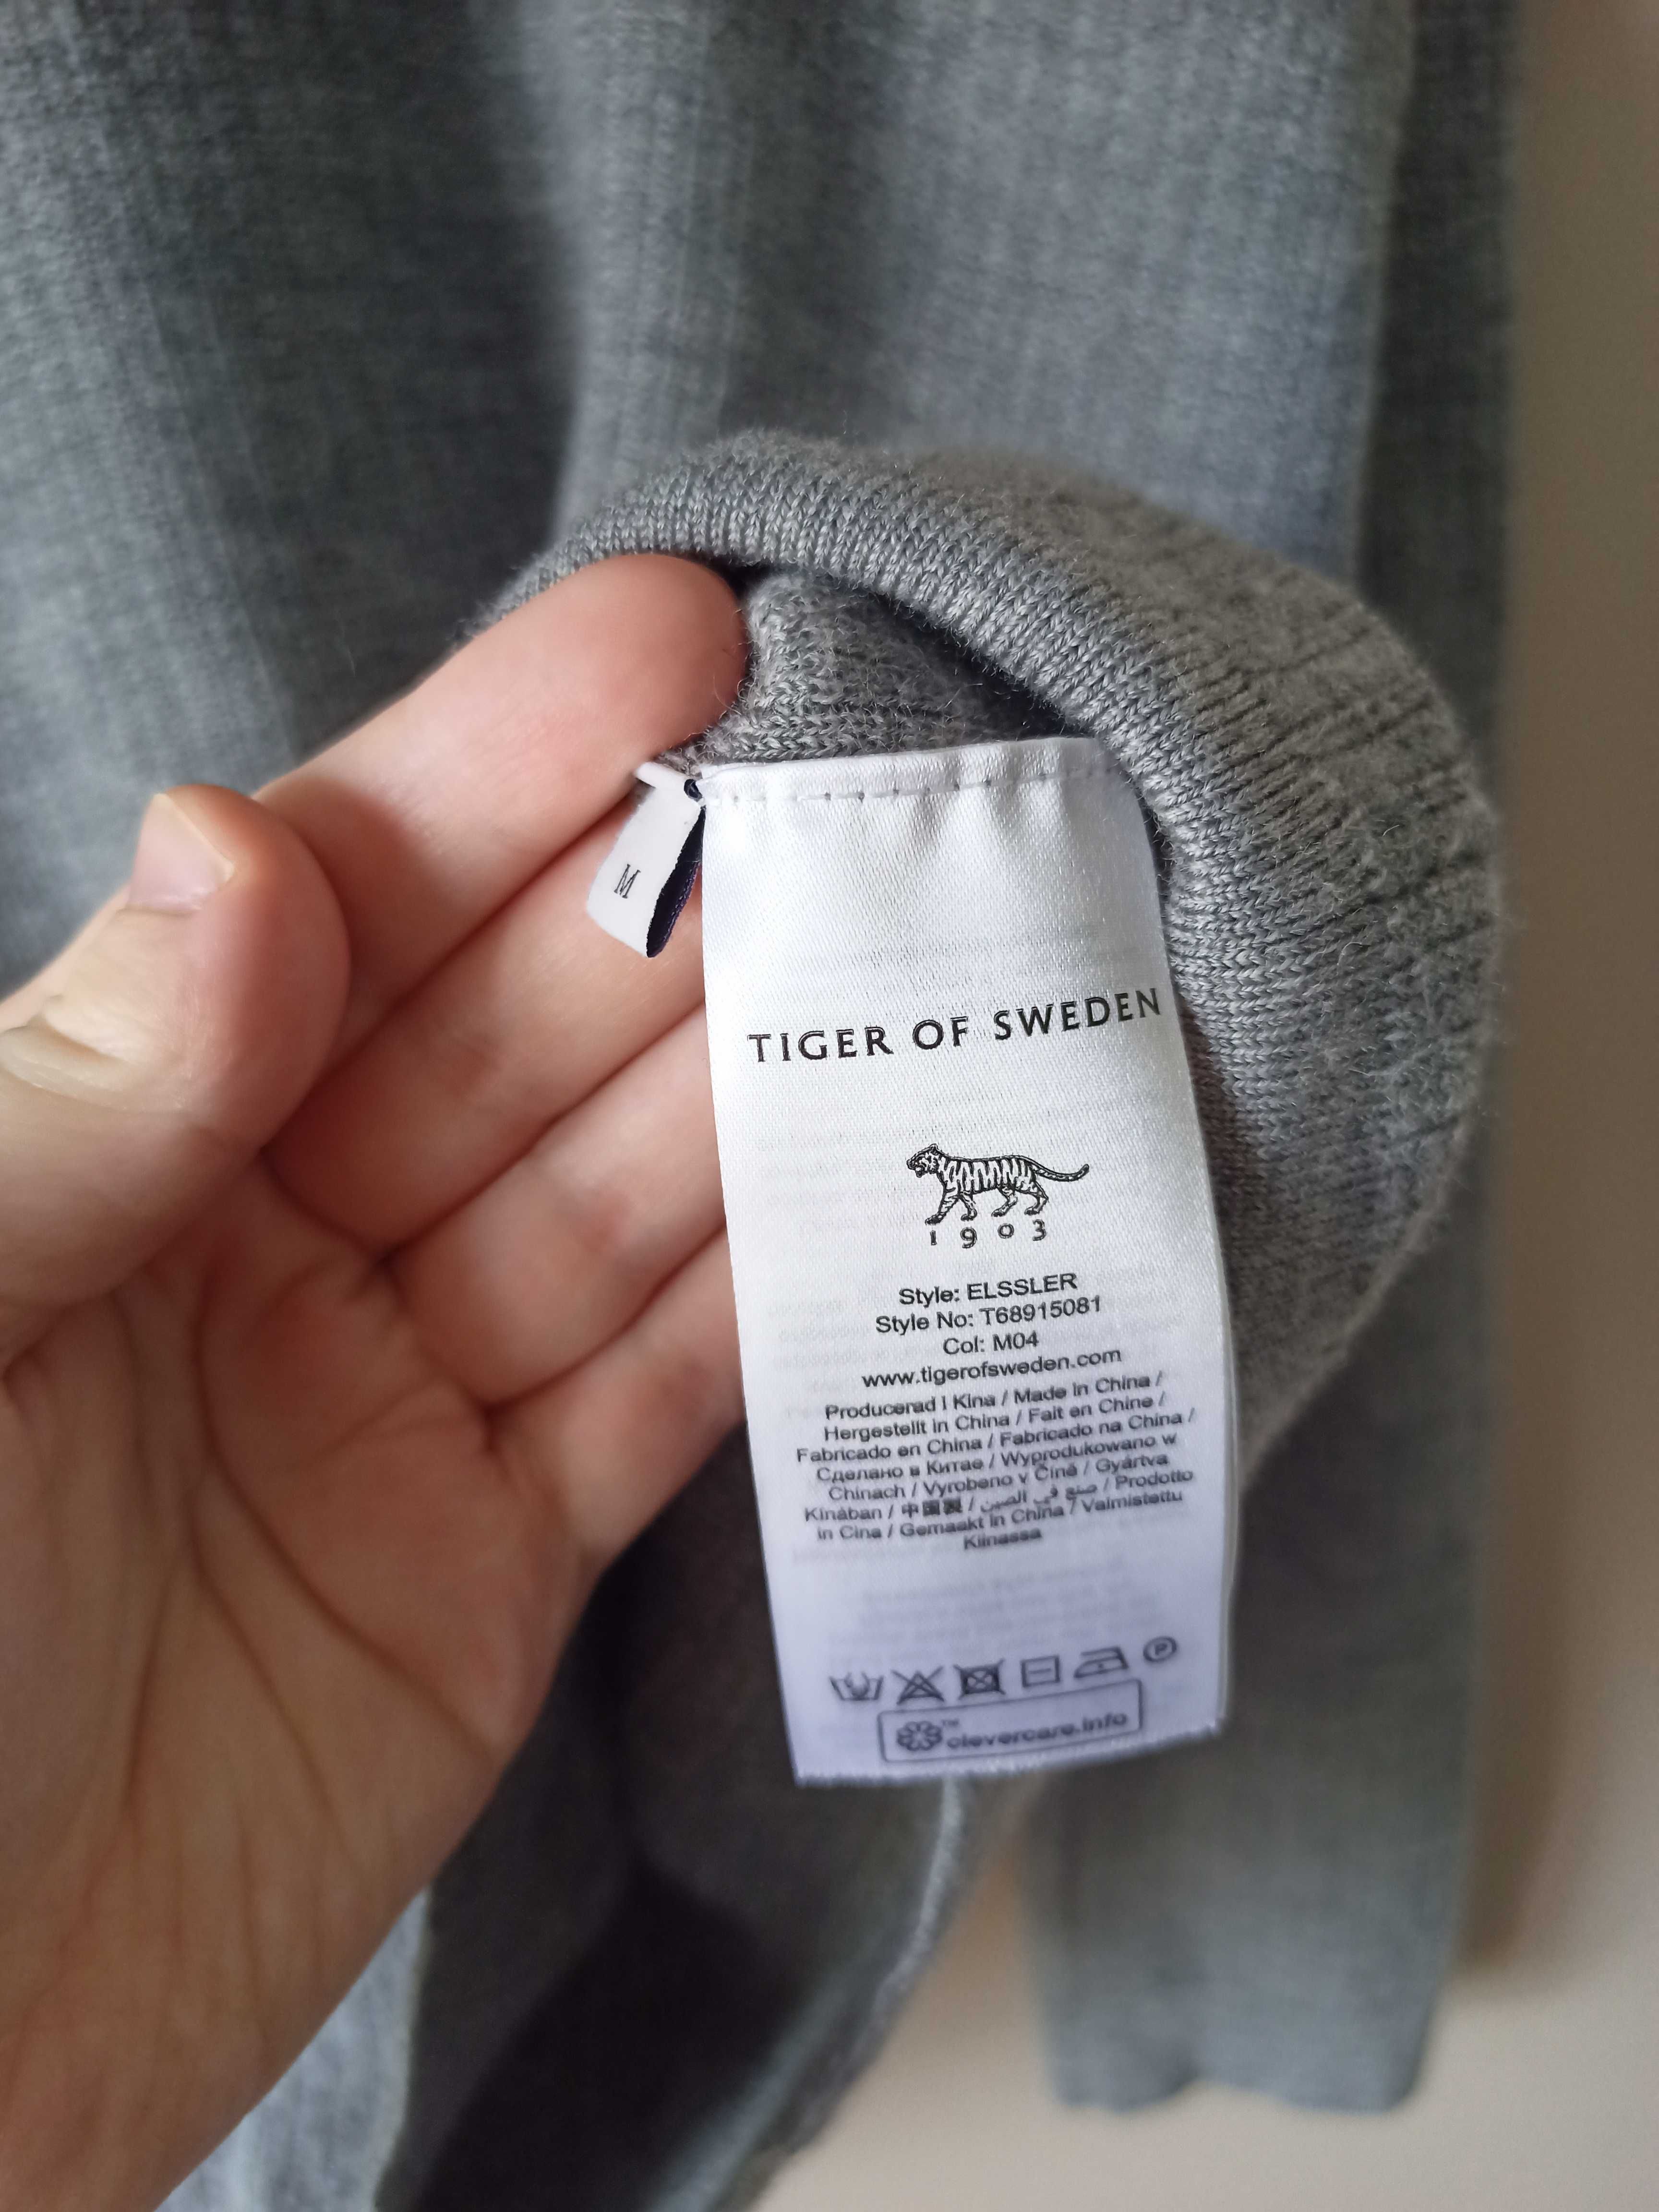 M
TIGER OF SWEDEN
1903
Style: ELSSLER
Style No: T68915081
Col: M04
www.tigerofsweden.com
Producerad I Kina / Made in China /
Hergestellt in China / Fait en Chine /
Fabricado en China / Fabricado na China /
Сделано в Китае / Wyprodukowano w
Chinach / Vyrobeno v Číně / Gyártva
Kínában / 中国製 / صنع في الصين / Prodotto
in Cina / Gemaakt in China / Valmistettu
Kiinassa
P
™ clevercare.info